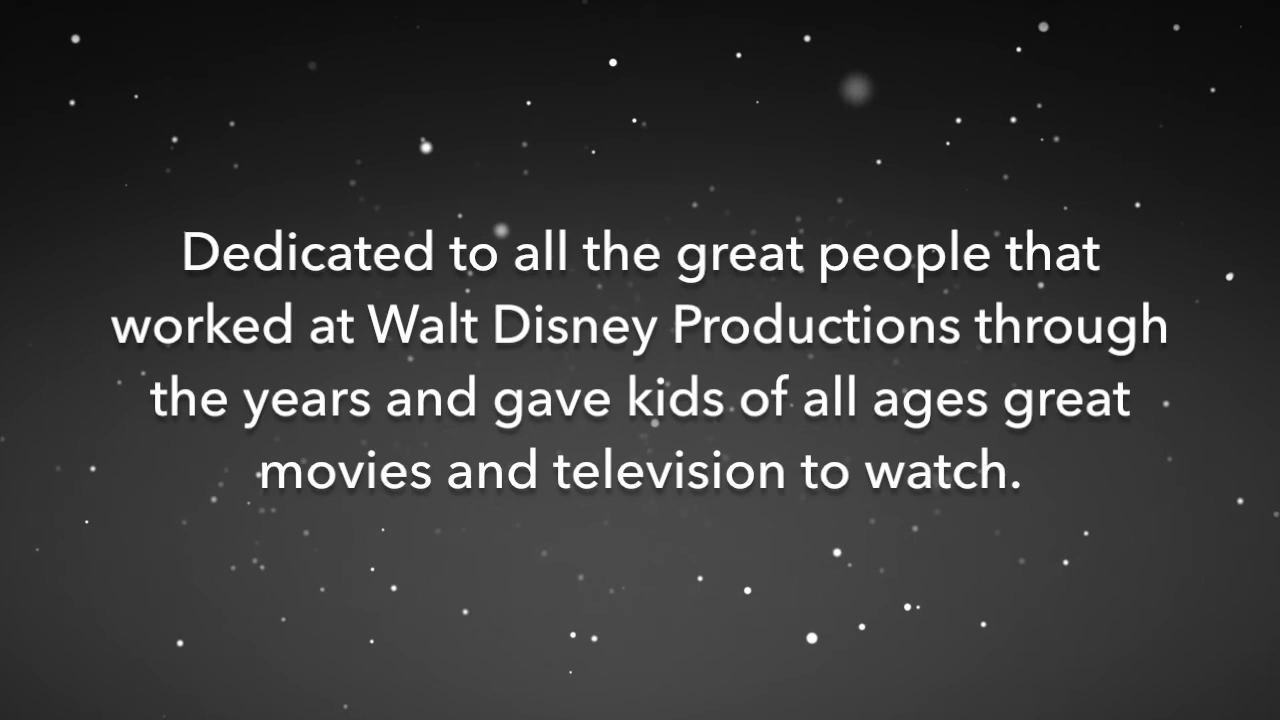 Dedicated to all the great people that
worked at Walt Disney Productions through
the years and gave kids of all ages great
movies and television to watch.